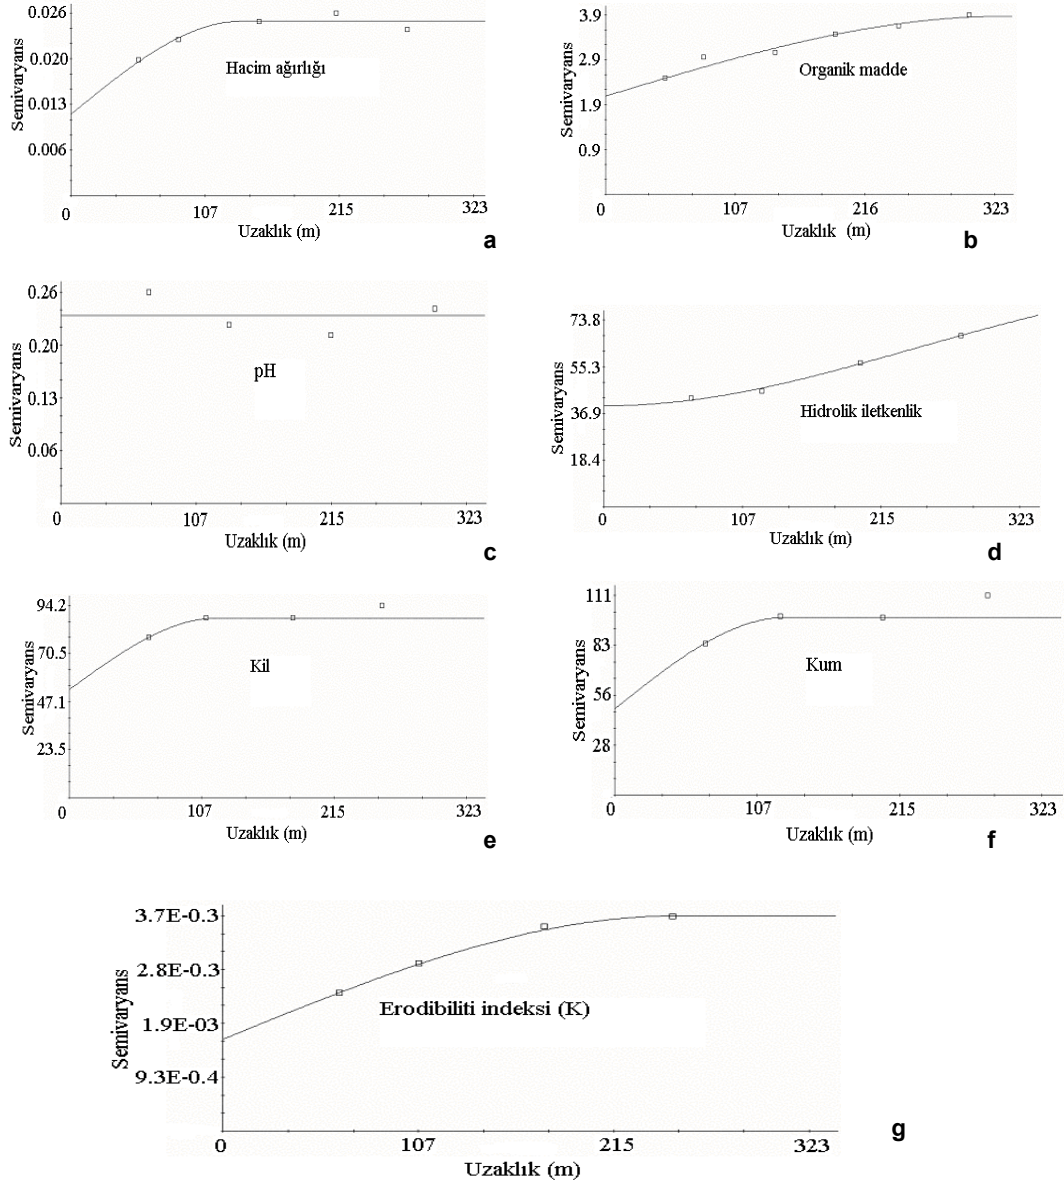 0.026
0.020
0.013
0.006
Semivaryans
Hacim ağırlığı
0
107
215
323
Uzaklık (m)
a
3.9
2.9
1.9
0.9
Semivaryans
Organik madde
0
107
216
323
Uzaklık (m)
b
0.26
0.20
0.13
0.06
Semivaryans
pH
0
107
215
323
Uzaklık (m)
c
73.8
55.3
36.9
18.4
Semivaryans
Hidrolik iletkenlik
0
107
215
323
Uzaklık (m)
d
94.2
70.5
47.1
23.5
Semivaryans
Kil
0
107
215
323
Uzaklık (m)
e
111
83
56
28
Semivaryans
Kum
0
107
215
323
Uzaklık (m)
f
3.7E-0.3
2.8E-0.3
1.9E-03
9.3E-0.4
Semivaryans
Erodibiliti indeksi (K)
0
107
215
323
Uzaklık (m)
g